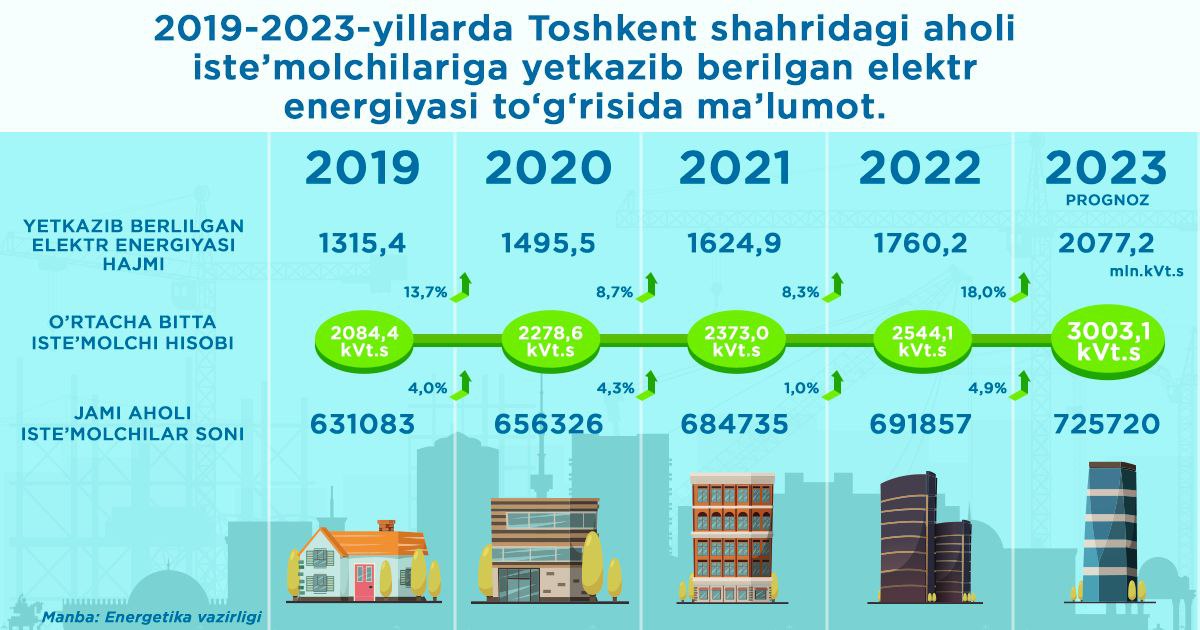 2019-2023-yillarda Toshkent shahridagi aholi
iste’molchilariga yetkazib berilgan elektr
energiyasi to‘g‘risida ma’lumot.
2019 2020 2021 2022 2023
PROGNOZ
YETKAZIB BERLILGAN
ELEKTR ENERGIYASI
HAJMI
1315,4 1495,5 1624,9 1760,2 2077,2
mln.kVt.s
13,7% 8,7% 8,3% 18,0%
O’RTACHA BITTA
ISTE’MOLCHI HISOBI
2084,4
kVt.s
2278,6
kVt.s
2373,0
kVt.s
2544,1
kVt.s
3003,1
kVt.s
4,0% 4,3% 1,0% 4,9%
JAMI AHOLI
ISTE’MOLCHILAR SONI
631083 656326 684735 691857 725720
Manba: Energetika vazirligi